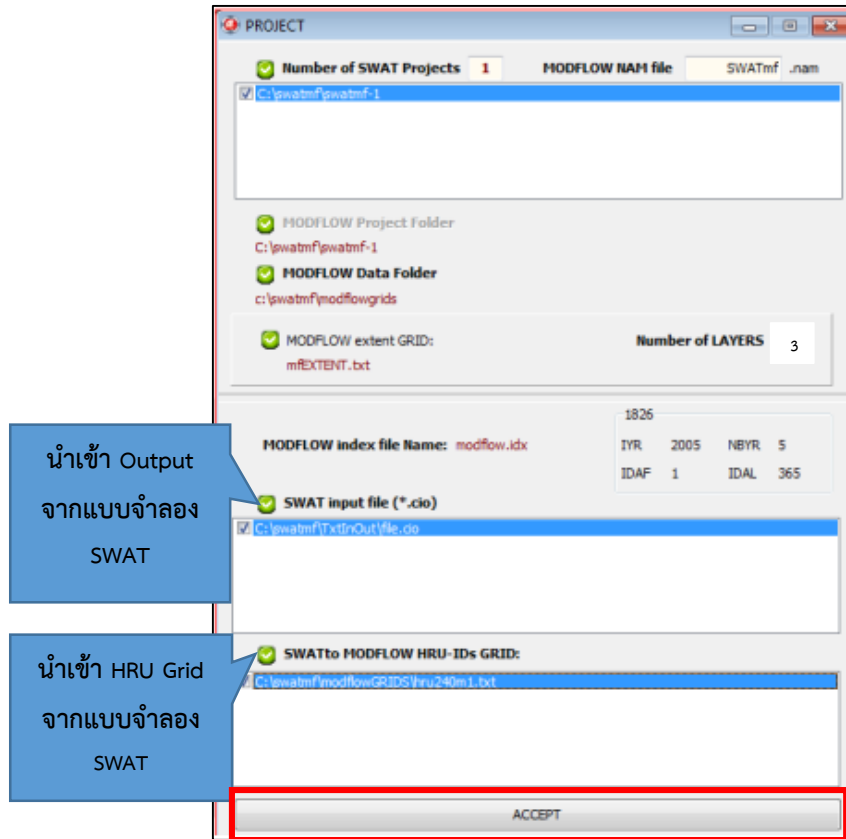 PROJECT
Number of SWAT Projects 1 MODFLOW NAM file SWATmf .nam
C:\swatmf\swatmf-1
MODFLOW Project Folder
C:\swatmf\swatmf-1
MODFLOW Data Folder
c:\swatmf\modflowgrids
MODFLOW extent GRID: Number of LAYERS 3
mfEXTENT.txt
1826
MODFLOW index file Name: modflow.idx IYR 2005 NBYR 5
IDAF 1 IDAL 365
นำเข้า Output
จากแบบจำลอง
SWAT
SWAT input file (*.cio)
C:\swatmf\TxtInOut\file.cio
นำเข้า HRU Grid
จากแบบจำลอง
SWAT
SWATto MODFLOW HRU-IDs GRID:
C:\swatmf\modflowGRIDS\hru240m1.txt
ACCEPT